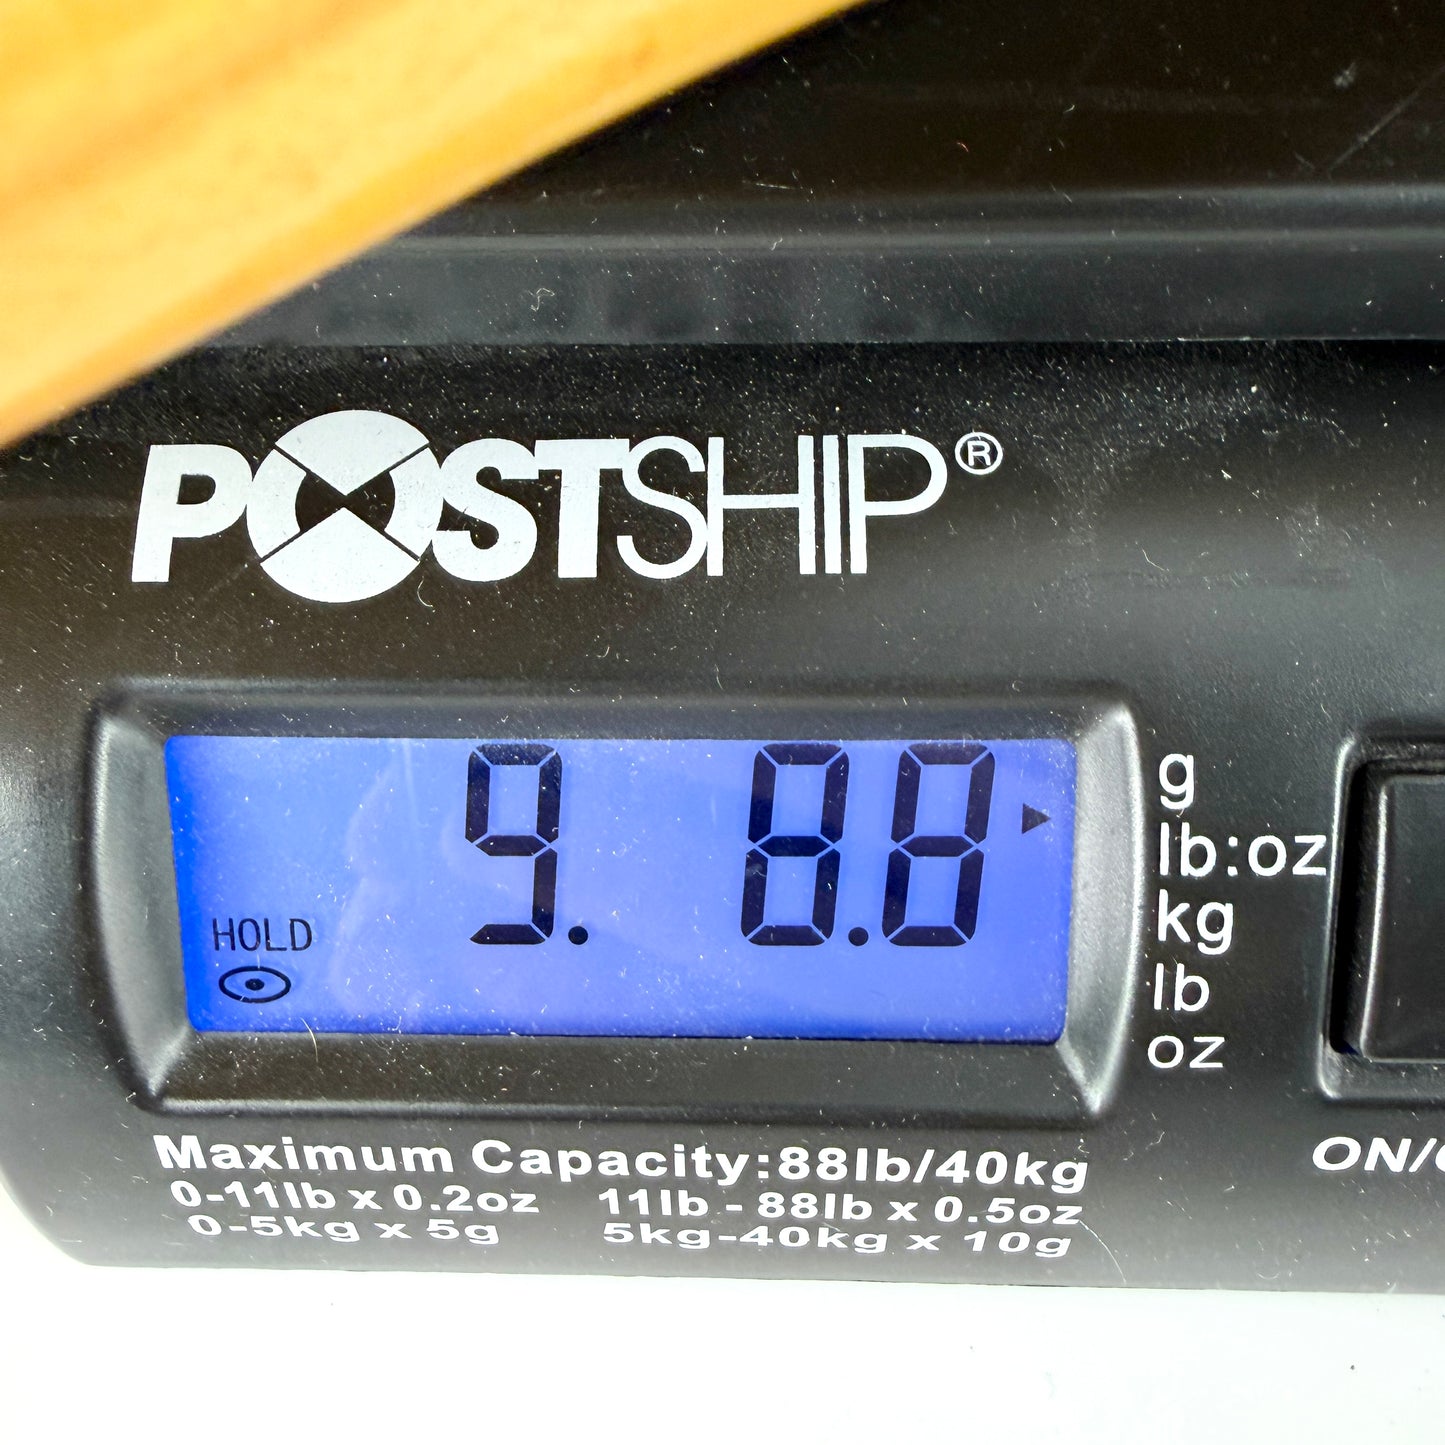 POSTSHIP®
9. 8.8
HOLD
g
lb:oz
kg
lb
oz
Maximum Capacity:88lb/40kg
0-11lb x 0.2oz 11lb - 88lb x 0.5oz
0-5kg x 5g 5kg-40kg x 10g
ON/